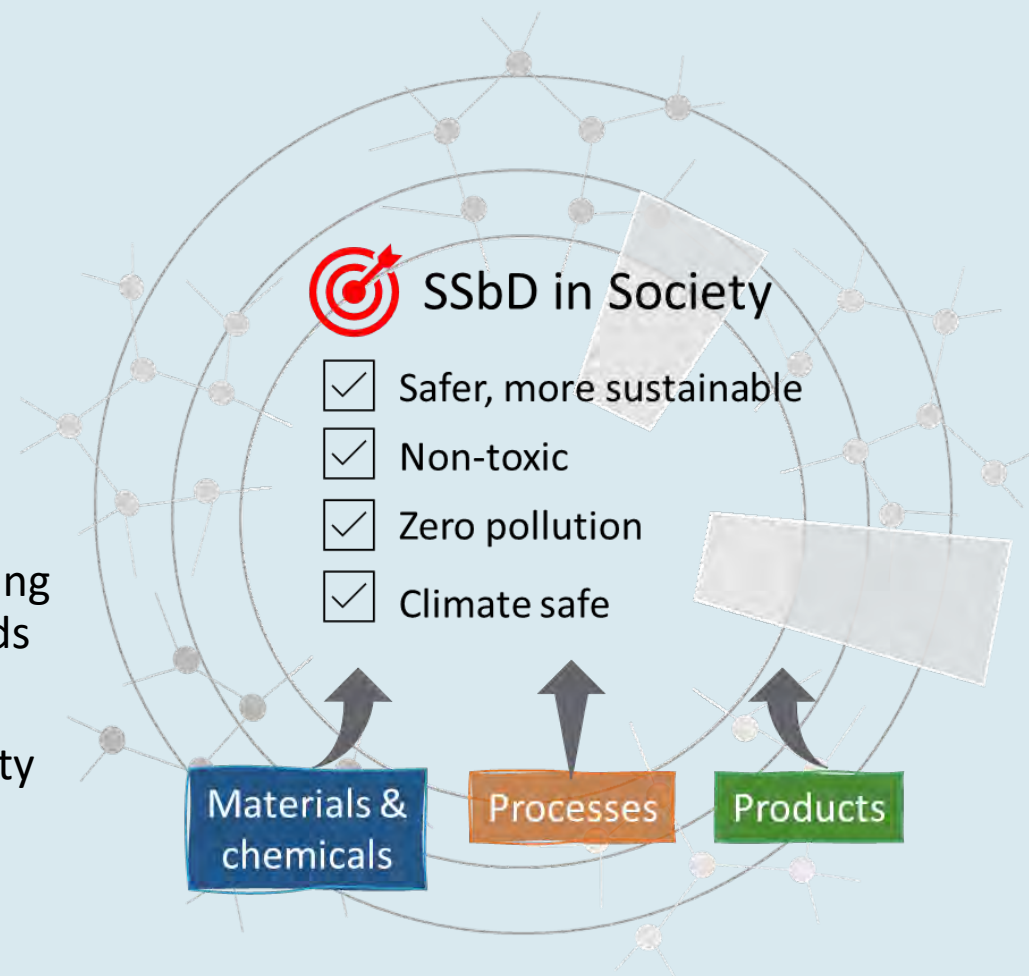 SSbD in Society
Safer, more sustainable
Non-toxic
Zero pollution
Climate safe
Materials &
chemicals
Processes
Products